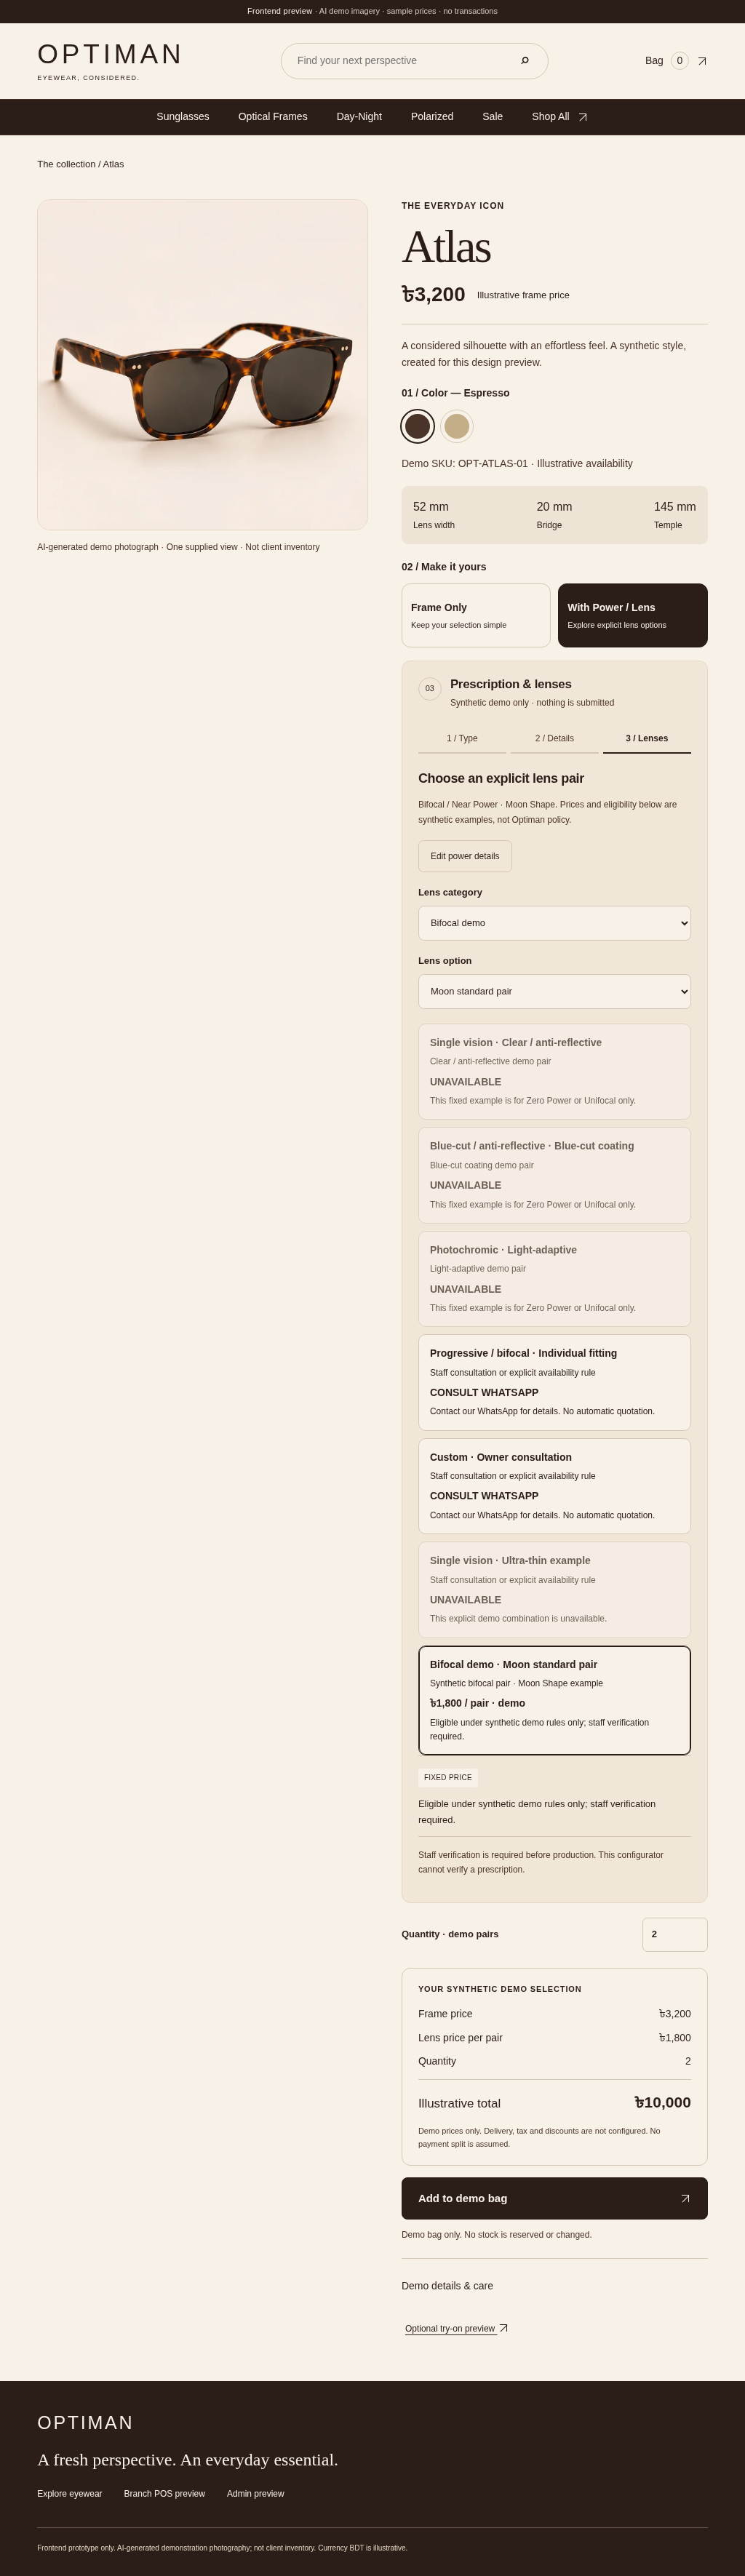 Frontend preview · AI demo imagery · sample prices · no transactions
OPTIMAN
EYEWEAR, CONSIDERED.
Find your next perspective
Bag 0
Sunglasses Optical Frames Day-Night Polarized Sale Shop All
The collection / Atlas
AI-generated demo photograph · One supplied view · Not client inventory
THE EVERYDAY ICON
Atlas
৳3,200 Illustrative frame price
A considered silhouette with an effortless feel. A synthetic style,
created for this design preview.
01 / Color — Espresso
Demo SKU: OPT-ATLAS-01 · Illustrative availability
52 mm 20 mm 145 mm
Lens width Bridge Temple
02 / Make it yours
Frame Only With Power / Lens
Keep your selection simple Explore explicit lens options
03 Prescription & lenses
Synthetic demo only · nothing is submitted
1 / Type 2 / Details 3 / Lenses
Choose an explicit lens pair
Bifocal / Near Power · Moon Shape. Prices and eligibility below are
synthetic examples, not Optiman policy.
Edit power details
Lens category
Bifocal demo
Lens option
Moon standard pair
Single vision · Clear / anti-reflective
Clear / anti-reflective demo pair
UNAVAILABLE
This fixed example is for Zero Power or Unifocal only.
Blue-cut / anti-reflective · Blue-cut coating
Blue-cut coating demo pair
UNAVAILABLE
This fixed example is for Zero Power or Unifocal only.
Photochromic · Light-adaptive
Light-adaptive demo pair
UNAVAILABLE
This fixed example is for Zero Power or Unifocal only.
Progressive / bifocal · Individual fitting
Staff consultation or explicit availability rule
CONSULT WHATSAPP
Contact our WhatsApp for details. No automatic quotation.
Custom · Owner consultation
Staff consultation or explicit availability rule
CONSULT WHATSAPP
Contact our WhatsApp for details. No automatic quotation.
Single vision · Ultra-thin example
Staff consultation or explicit availability rule
UNAVAILABLE
This explicit demo combination is unavailable.
Bifocal demo · Moon standard pair
Synthetic bifocal pair · Moon Shape example
৳1,800 / pair · demo
Eligible under synthetic demo rules only; staff verification
required.
FIXED PRICE
Eligible under synthetic demo rules only; staff verification
required.
Staff verification is required before production. This configurator
cannot verify a prescription.
Quantity · demo pairs 2
YOUR SYNTHETIC DEMO SELECTION
Frame price ৳3,200
Lens price per pair ৳1,800
Quantity 2
Illustrative total ৳10,000
Demo prices only. Delivery, tax and discounts are not configured. No
payment split is assumed.
Add to demo bag
Demo bag only. No stock is reserved or changed.
Demo details & care
Optional try-on preview
OPTIMAN
A fresh perspective. An everyday essential.
Explore eyewear Branch POS preview Admin preview
Frontend prototype only. AI-generated demonstration photography; not client inventory. Currency BDT is illustrative.